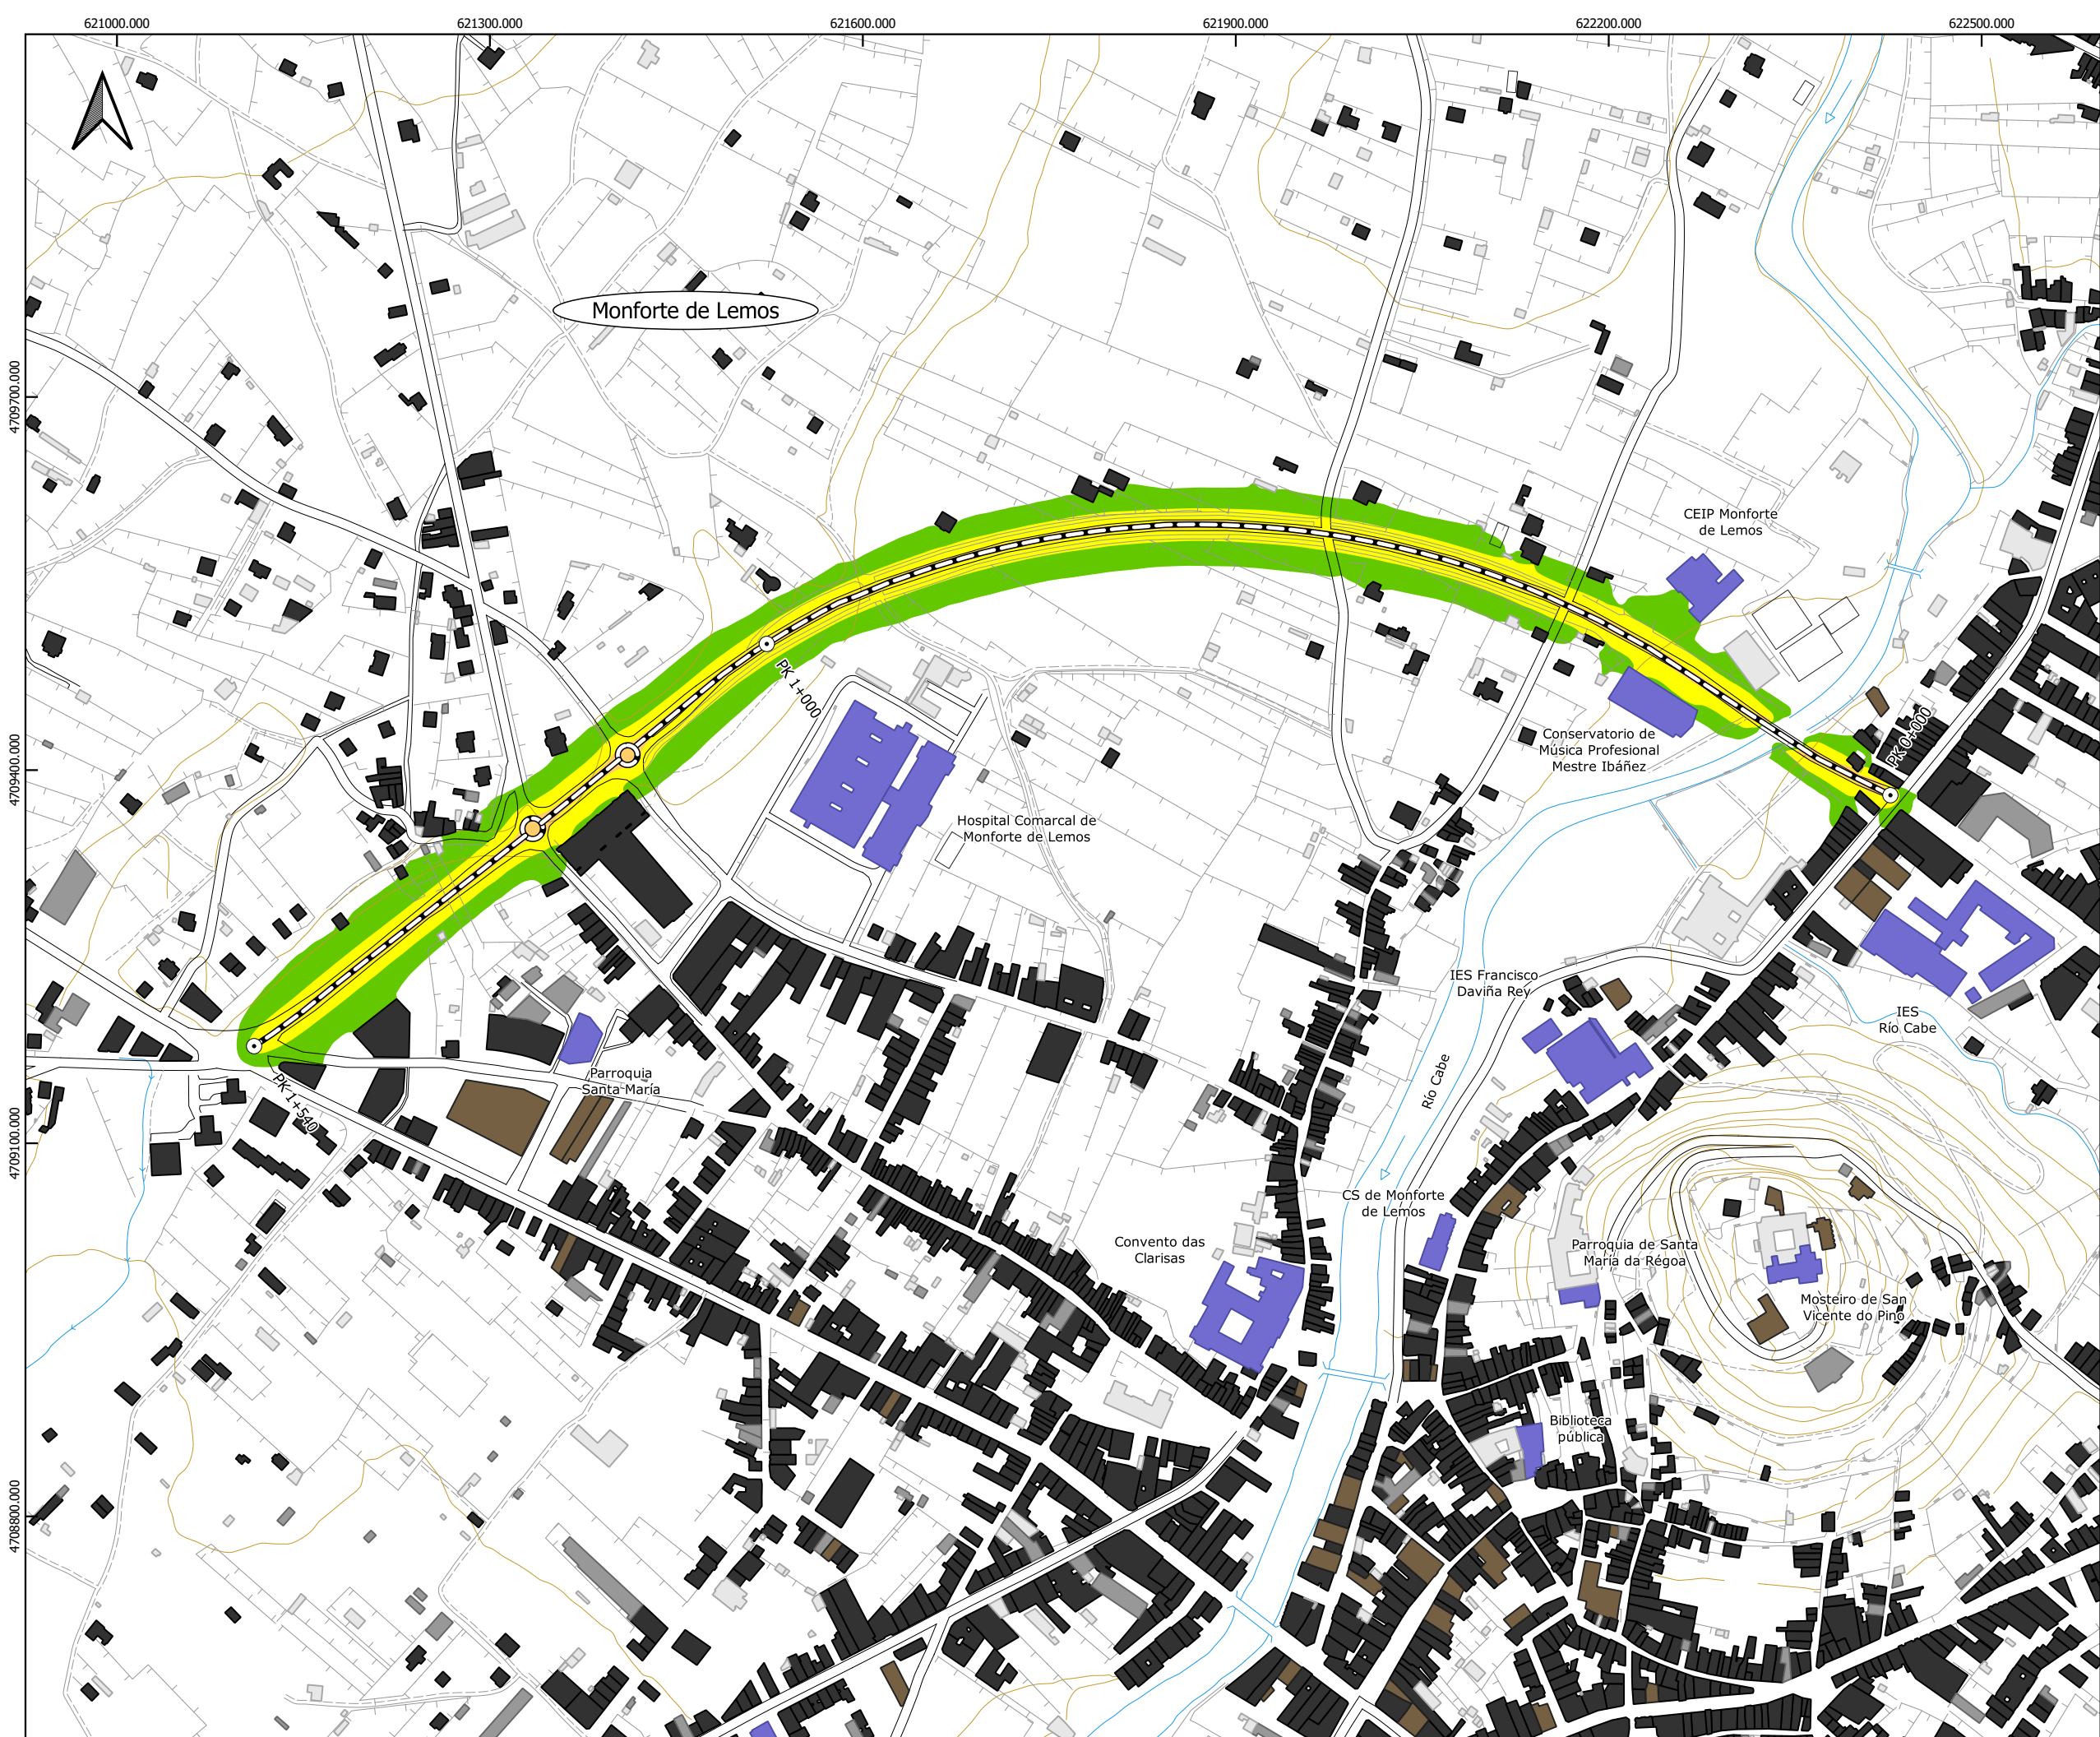 621000.000
621300.000
621600.000
621900.000
622200.000
622500.000
Monforte de Lemos
4709700.000
CEIP Monforte
de Lemos
PK 1+000
PK 0+000
Conservatorio de
Música Profesional
Mestre Ibáñez
4709400.000
Hospital Comarcal de
Monforte de Lemos
IES Francisco
Daviña Rey
IES
Río Cabe
Parroquia
Santa María
Río Cabe
PK 1+540
4709100.000
CS de Monforte
de Lemos
Convento das
Clarisas
Parroquia de Santa
María da Régoa
Mosteiro de San
Vicente do Pino
Biblioteca
pública
4708800.000